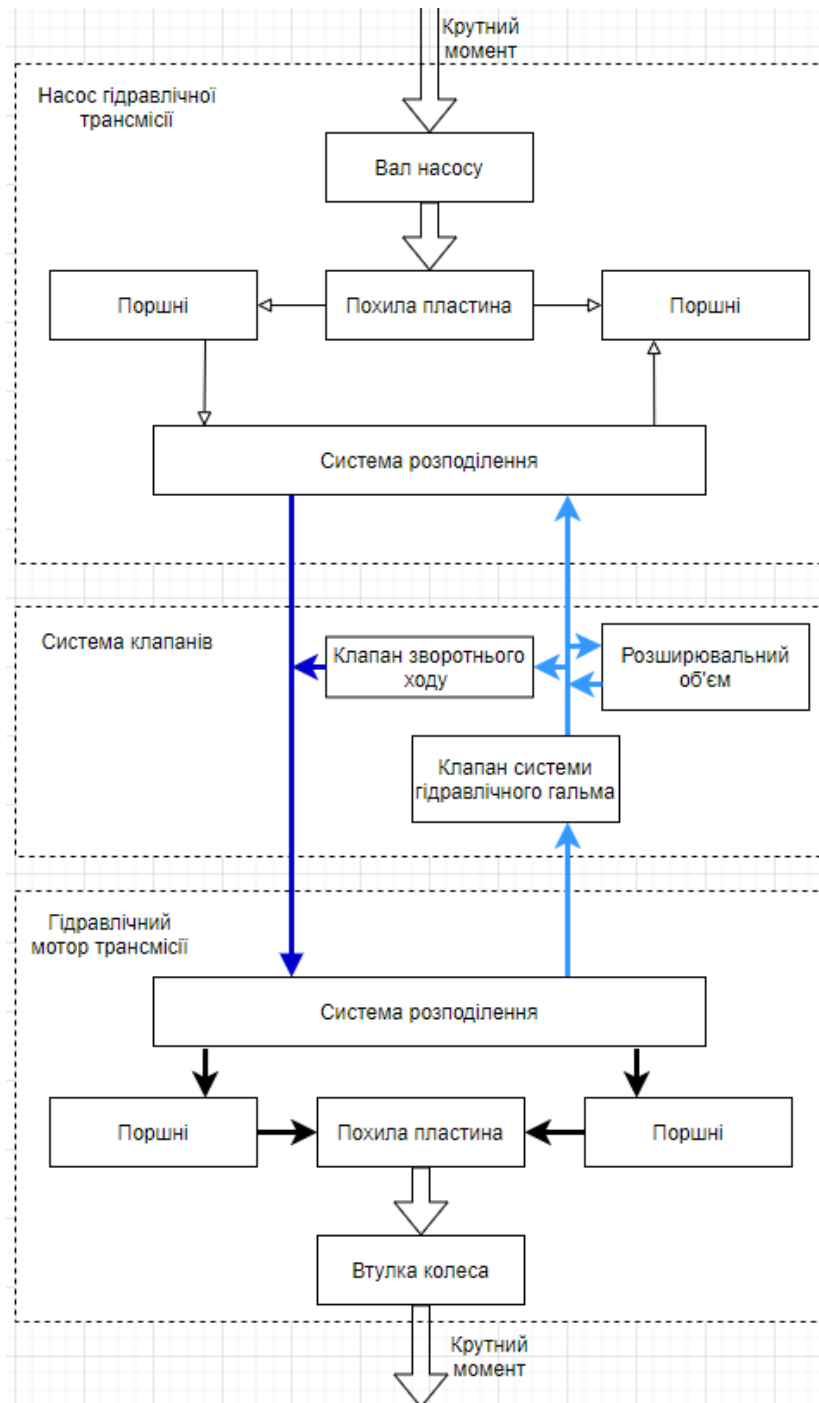 Крутний
момент
Насос гідравлічної
трансмісії
Вал насосу
Поршні
Похила пластина
Поршні
Система розподілення
Система клапанів
Клапан зворотнього
ходу
Розширювальний
об'єм
Клапан системи
гідравлічного гальма
Гідравлічний
мотор трансмісії
Система розподілення
Поршні
Похила пластина
Поршні
Втулка колеса
Крутний
момент